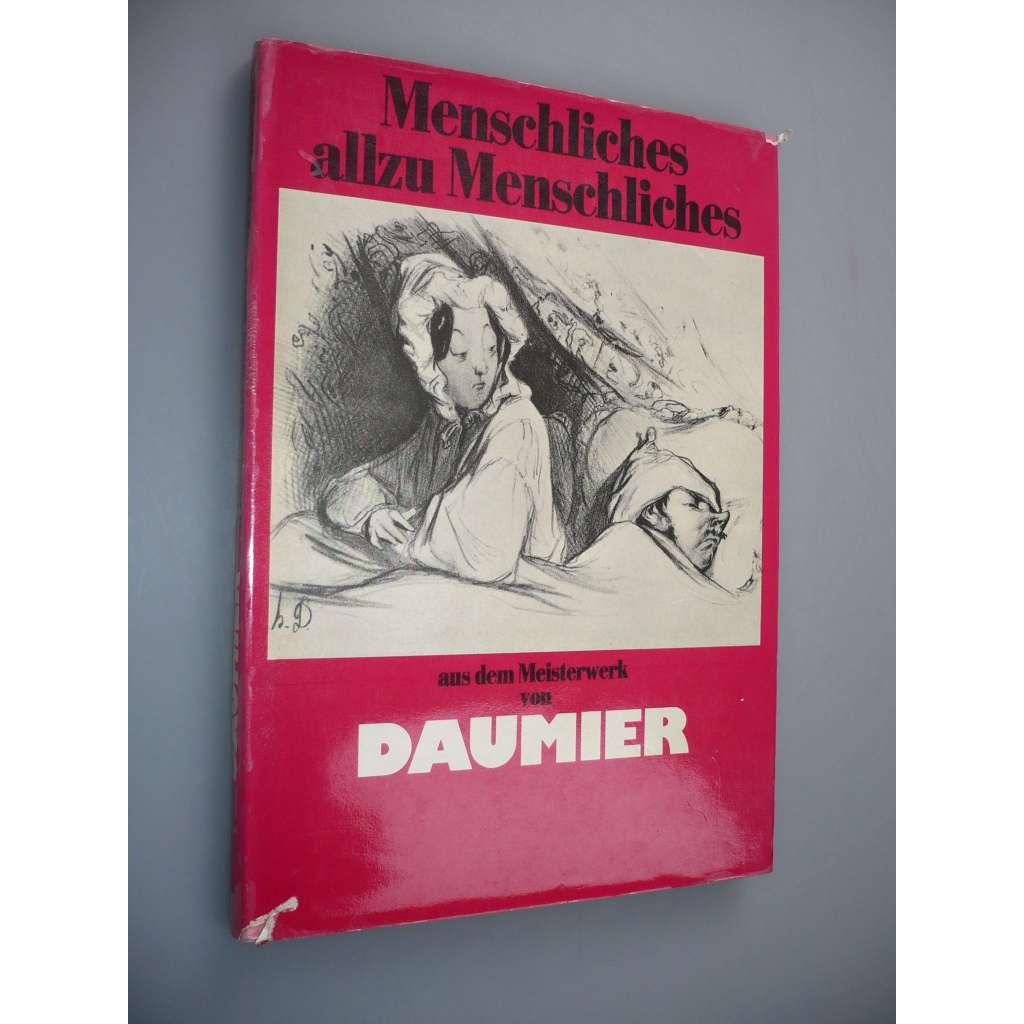 Menschliches
allzu Menschliches
h. D.
aus dem Meisterwerk
von
DAUMIER